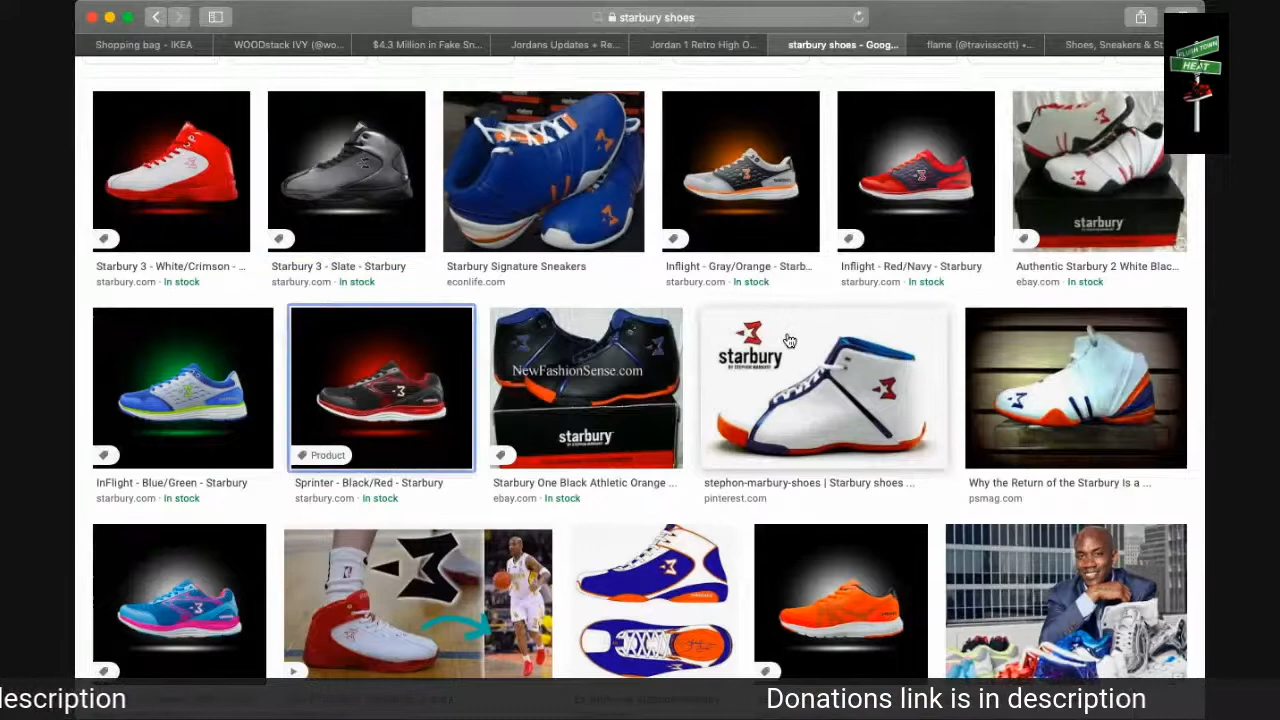 starbury shoes
Shopping bag - IKEA
WOODstack IVY (@wo...
$4.3 Million in Fake Sn...
Jordans Updates + Re...
Jordan 1 Retro High O...
starbury shoes - Goog...
flame (@travisscott) •...
Shoes, Sneakers & St
FLUSH TOWN
HEAT
starbury
Starbury 3 - White/Crimson - ...
Starbury 3 - Slate - Starbury
Starbury Signature Sneakers
Inflight - Gray/Orange - Starb...
Inflight - Red/Navy - Starbury
Authentic Starbury 2 White Blac...
starbury.com · In stock
starbury.com · In stock
econlife.com
starbury.com · In stock
starbury.com · In stock
ebay.com · In stock
NewFashionSense.com
starbury
starbury
BY STEPHON MARBURY
Product
InFlight - Blue/Green - Starbury
Sprinter - Black/Red - Starbury
Starbury One Black Athletic Orange ...
stephon-marbury-shoes | Starbury shoes ...
Why the Return of the Starbury Is a ...
starbury.com · In stock
starbury.com · In stock
ebay.com · In stock
pinterest.com
psmag.com
description
Donations link is in description